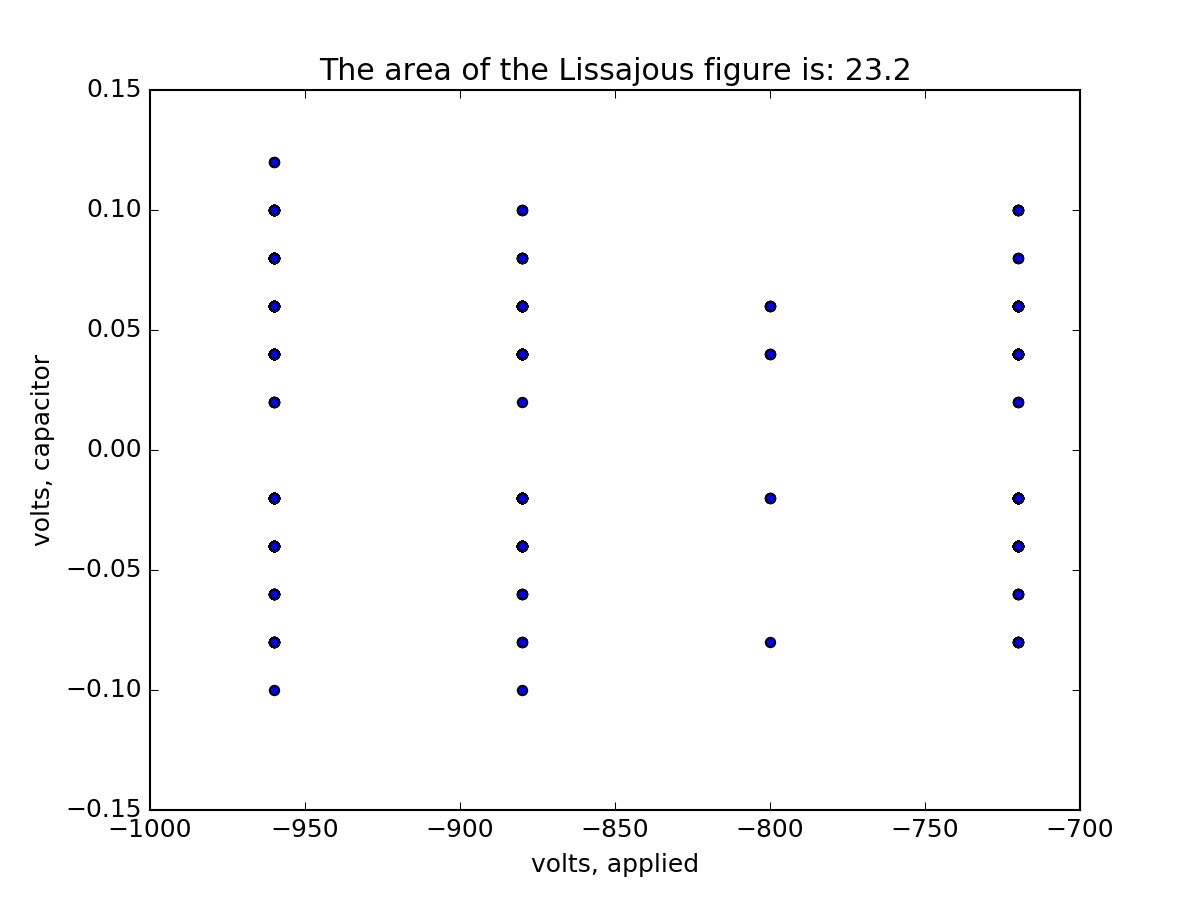 The area of the Lissajous figure is: 23.2
0.15
0.10
0.05
0.00
−0.05
−0.10
−0.15
volts, capacitor
−1000 −950 −900 −850 −800 −750 −700
volts, applied